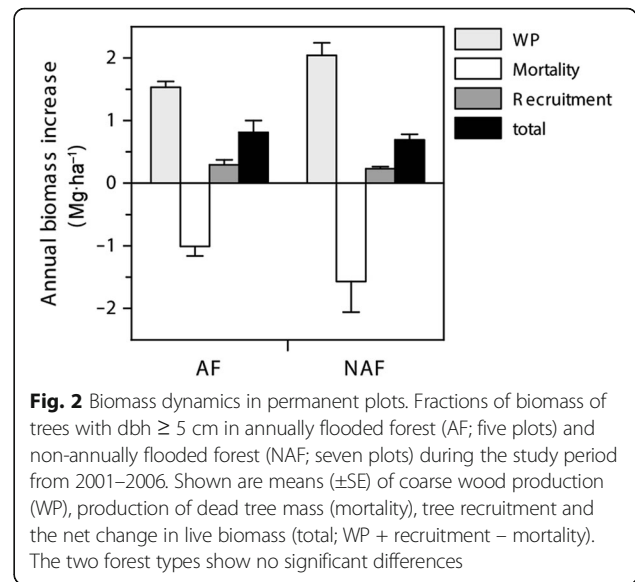 2
1
0
−1
−2
Annual biomass increase
(Mg·ha⁻¹)
AF
NAF
WP
Mortality
Recruitment
total
Fig. 2 Biomass dynamics in permanent plots. Fractions of biomass of
trees with dbh ≥ 5 cm in annually flooded forest (AF; five plots) and
non-annually flooded forest (NAF; seven plots) during the study period
from 2001–2006. Shown are means (±SE) of coarse wood production
(WP), production of dead tree mass (mortality), tree recruitment and
the net change in live biomass (total; WP + recruitment – mortality).
The two forest types show no significant differences